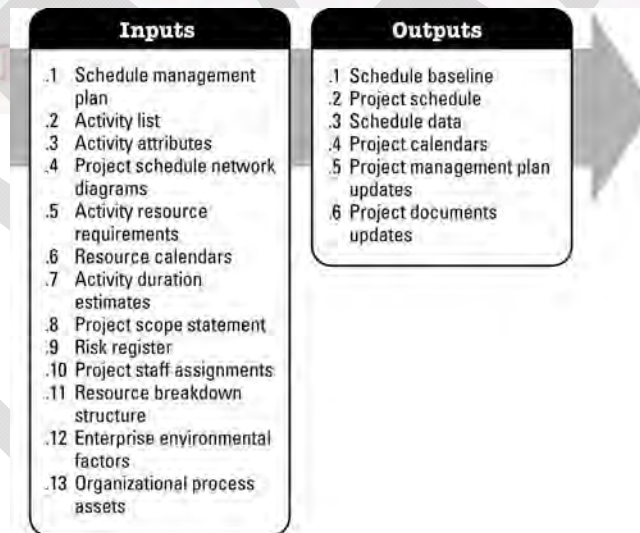 Inputs
.1 Schedule management
plan
.2 Activity list
.3 Activity attributes
.4 Project schedule network
diagrams
.5 Activity resource
requirements
.6 Resource calendars
.7 Activity duration
estimates
.8 Project scope statement
.9 Risk register
.10 Project staff assignments
.11 Resource breakdown
structure
.12 Enterprise environmental
factors
.13 Organizational process
assets
Outputs
.1 Schedule baseline
.2 Project schedule
.3 Schedule data
.4 Project calendars
.5 Project management plan
updates
.6 Project documents
updates